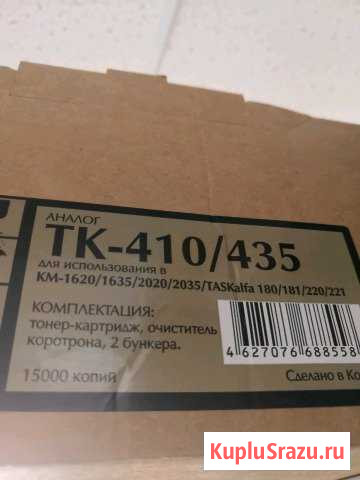 АНАЛОГ
TK-410/435
для использования в
KM-1620/1635/2020/2035/TASKalfa 180/181/220/221
КОМПЛЕКТАЦИЯ:
тонер-картридж, очиститель
коротрона, 2 бункера.
4 627076 688558
15000 копий
Сделано в Ко
KupluSrazu.ru